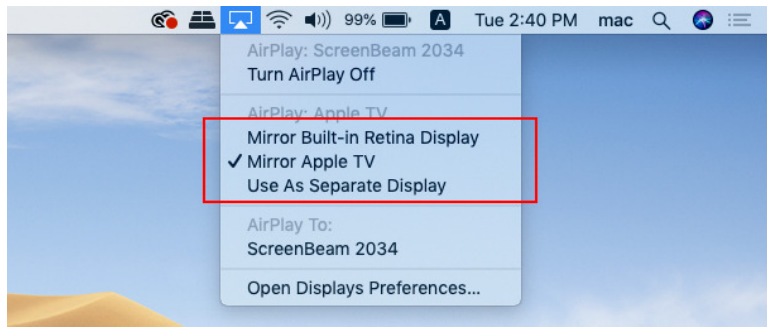 99% A Tue 2:40 PM mac
AirPlay: ScreenBeam 2034
Turn AirPlay Off
AirPlay: Apple TV
Mirror Built-in Retina Display
✓ Mirror Apple TV
Use As Separate Display
AirPlay To:
ScreenBeam 2034
Open Displays Preferences...